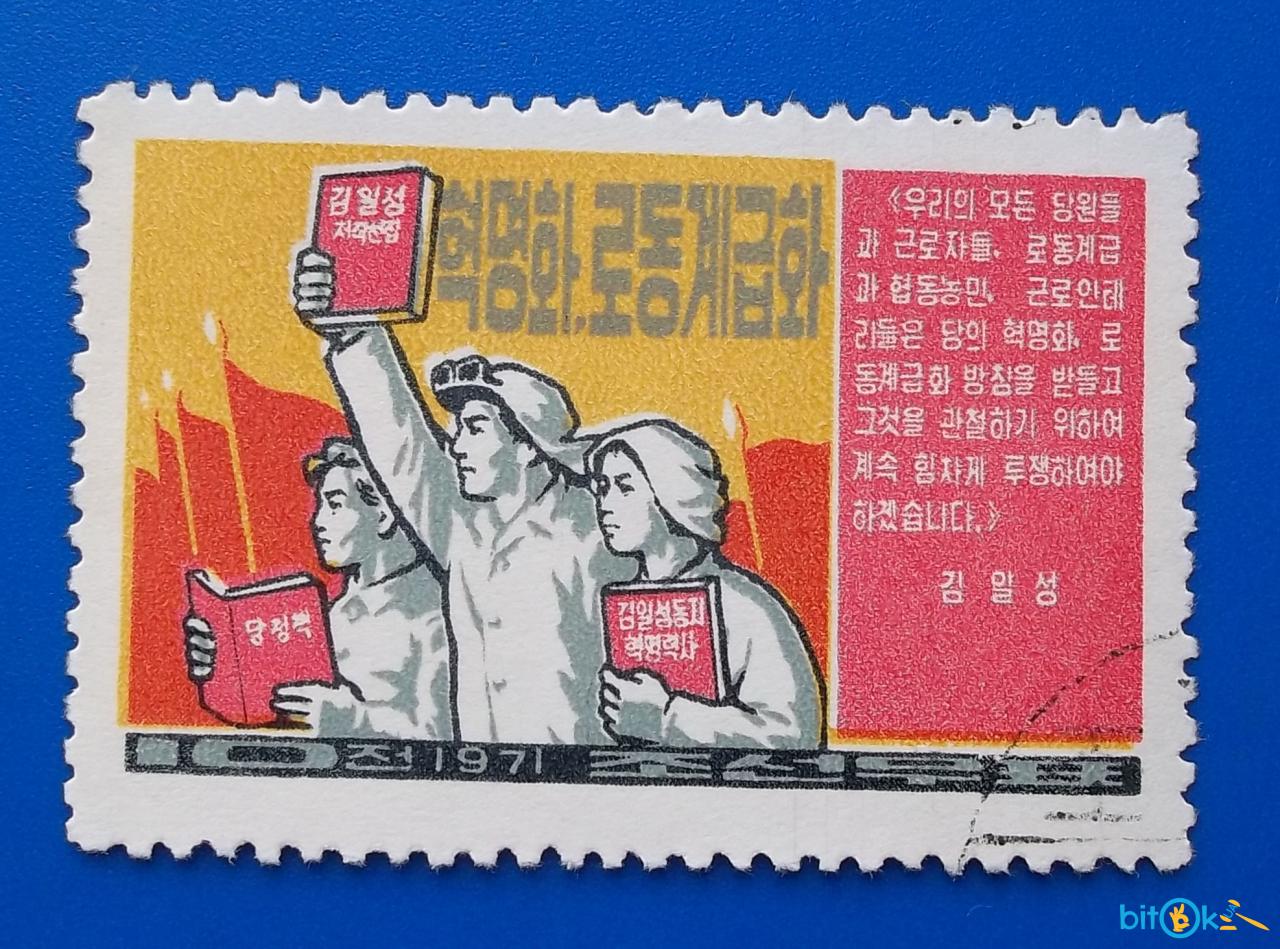 김일성
저작선집
혁명화, 로동계급화
당정책
김일성동지
혁명력사
《우리의 모든 당원들
과 근로자들, 로동계급
과 협동농민, 근로인테
리들은 당의 혁명화, 로
동계급화 방침을 받들고
그것을 관철하기 위하여
계속 힘차게 투쟁하여야
하겠습니다.》
김 일 성
10전 1971 조선우표
bitOk